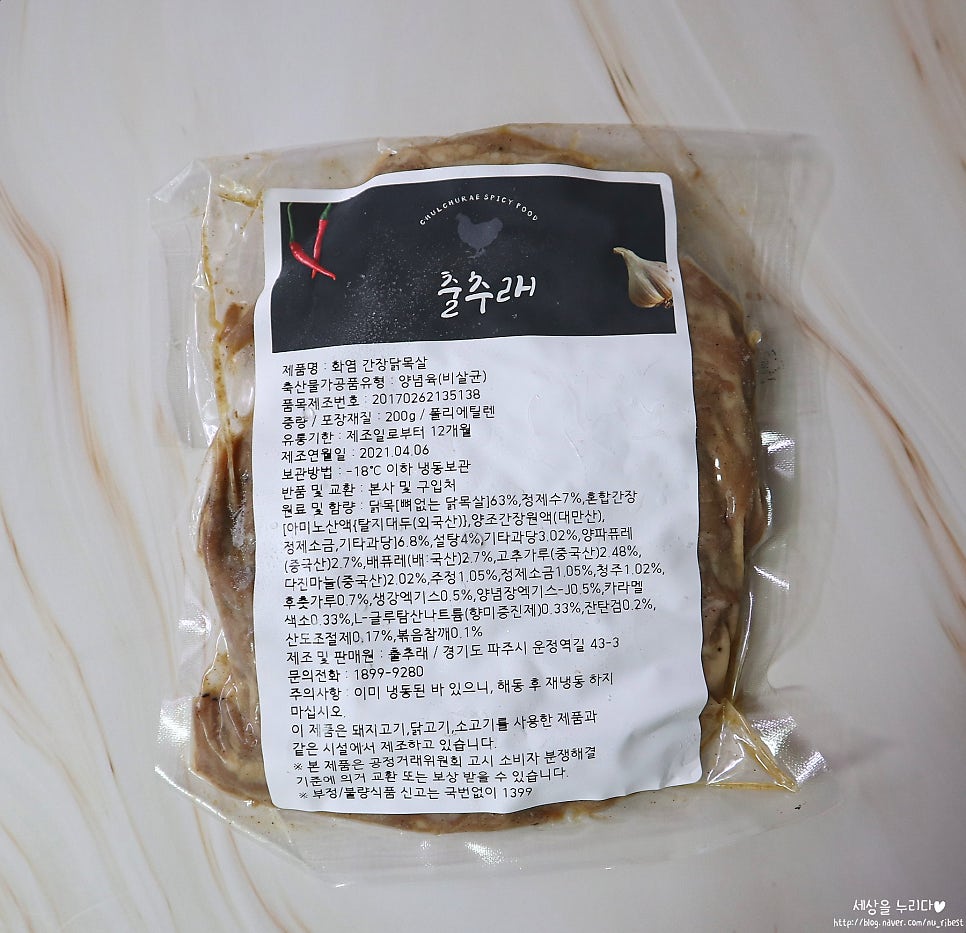 CHULCHURAE SPICY FOOD
출추래
제품명 : 화염 간장닭목살
축산물가공품유형 : 양념육(비살균)
품목제조번호 : 20170262135138
중량 / 포장재질 : 200g / 폴리에틸렌
유통기한 : 제조일로부터 12개월
제조연월일 : 2021.04.06
보관방법 : -18℃ 이하 냉동보관
반품 및 교환 : 본사 및 구입처
원료 및 함량 : 닭목[뼈없는 닭목살]63%,정제수7%,혼합간장
[아미노산액{탈지대두(외국산)},양조간장원액(대만산),
정제소금,기타과당]6.8%,설탕4%,기타과당3.02%,양파퓨레
(중국산)2.7%,배퓨레(배:국산)2.7%,고추가루(중국산)2.48%,
다진마늘(중국산)2.02%,주정1.05%,정제소금1.05%,청주1.02%,
후춧가루0.7%,생강엑기스0.5%,양념장엑기스-J0.5%,카라멜
색소0.33%,L-글루탐산나트륨(향미증진제)0.33%,잔탄검0.2%,
산도조절제0.17%,볶음참깨0.1%
제조 및 판매원 : 출추래 / 경기도 파주시 운정역길 43-3
문의전화 : 1899-9280
주의사항 : 이미 냉동된 바 있으니, 해동 후 재냉동 하지
마십시오.
이 제품은 돼지고기,닭고기,소고기를 사용한 제품과
같은 시설에서 제조하고 있습니다.
※ 본 제품은 공정거래위원회 고시 소비자 분쟁해결
기준에 의거 교환 또는 보상 받을 수 있습니다.
※ 부정/불량식품 신고는 국번없이 1399
세상을 누리다♥
http://blog.naver.com/nu_ribest